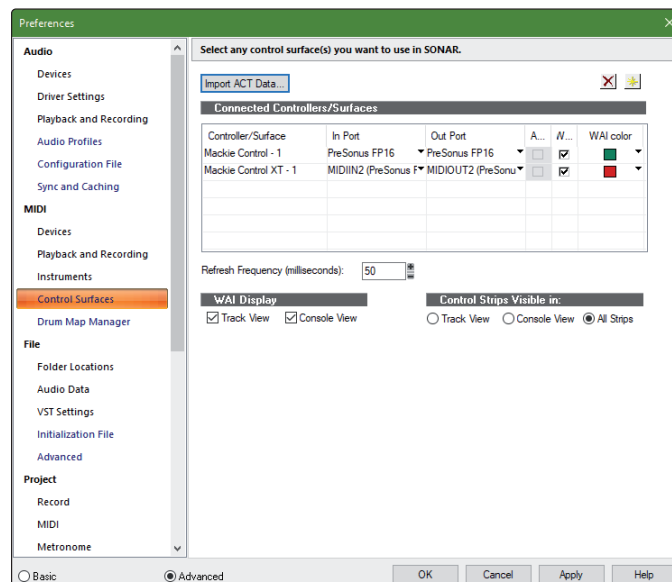 Preferences
Audio
Devices
Driver Settings
Playback and Recording
Audio Profiles
Configuration File
Sync and Caching
MIDI
Devices
Playback and Recording
Instruments
Control Surfaces
Drum Map Manager
File
Folder Locations
Audio Data
VST Settings
Initialization File
Advanced
Project
Record
MIDI
Metronome
Basic Advanced
Select any control surface(s) you want to use in SONAR.
Import ACT Data...
Connected Controllers/Surfaces
Controller/Surface In Port Out Port A... W... WAI color
Mackie Control - 1 PreSonus FP16 PreSonus FP16
Mackie Control XT - 1 MIDIIN2 (PreSonus F MIDIOUT2 (PreSonu
Refresh Frequency (milliseconds): 50
WAI Display Control Strips Visible in:
Track View Console View Track View Console View All Strips
OK Cancel Apply Help